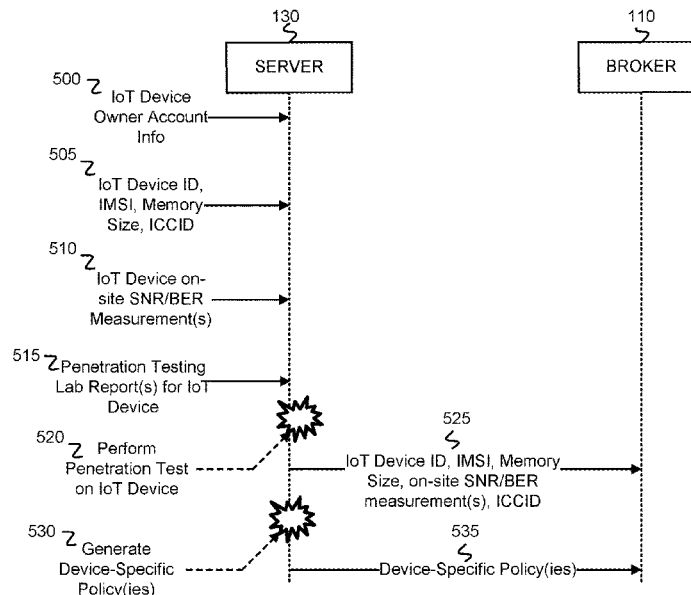 130
110
SERVER
BROKER
500
IoT Device
Owner Account
Info
505
IoT Device ID,
IMSI, Memory
Size, ICCID
510
IoT Device on-
site SNR/BER
Measurement(s)
515
Penetration Testing
Lab Report(s) for IoT
Device
520
Perform
Penetration Test
on IoT Device
525
IoT Device ID, IMSI, Memory
Size, on-site SNR/BER
measurement(s), ICCID
530
Generate
Device-Specific
Policy(ies)
535
Device-Specific Policy(ies)